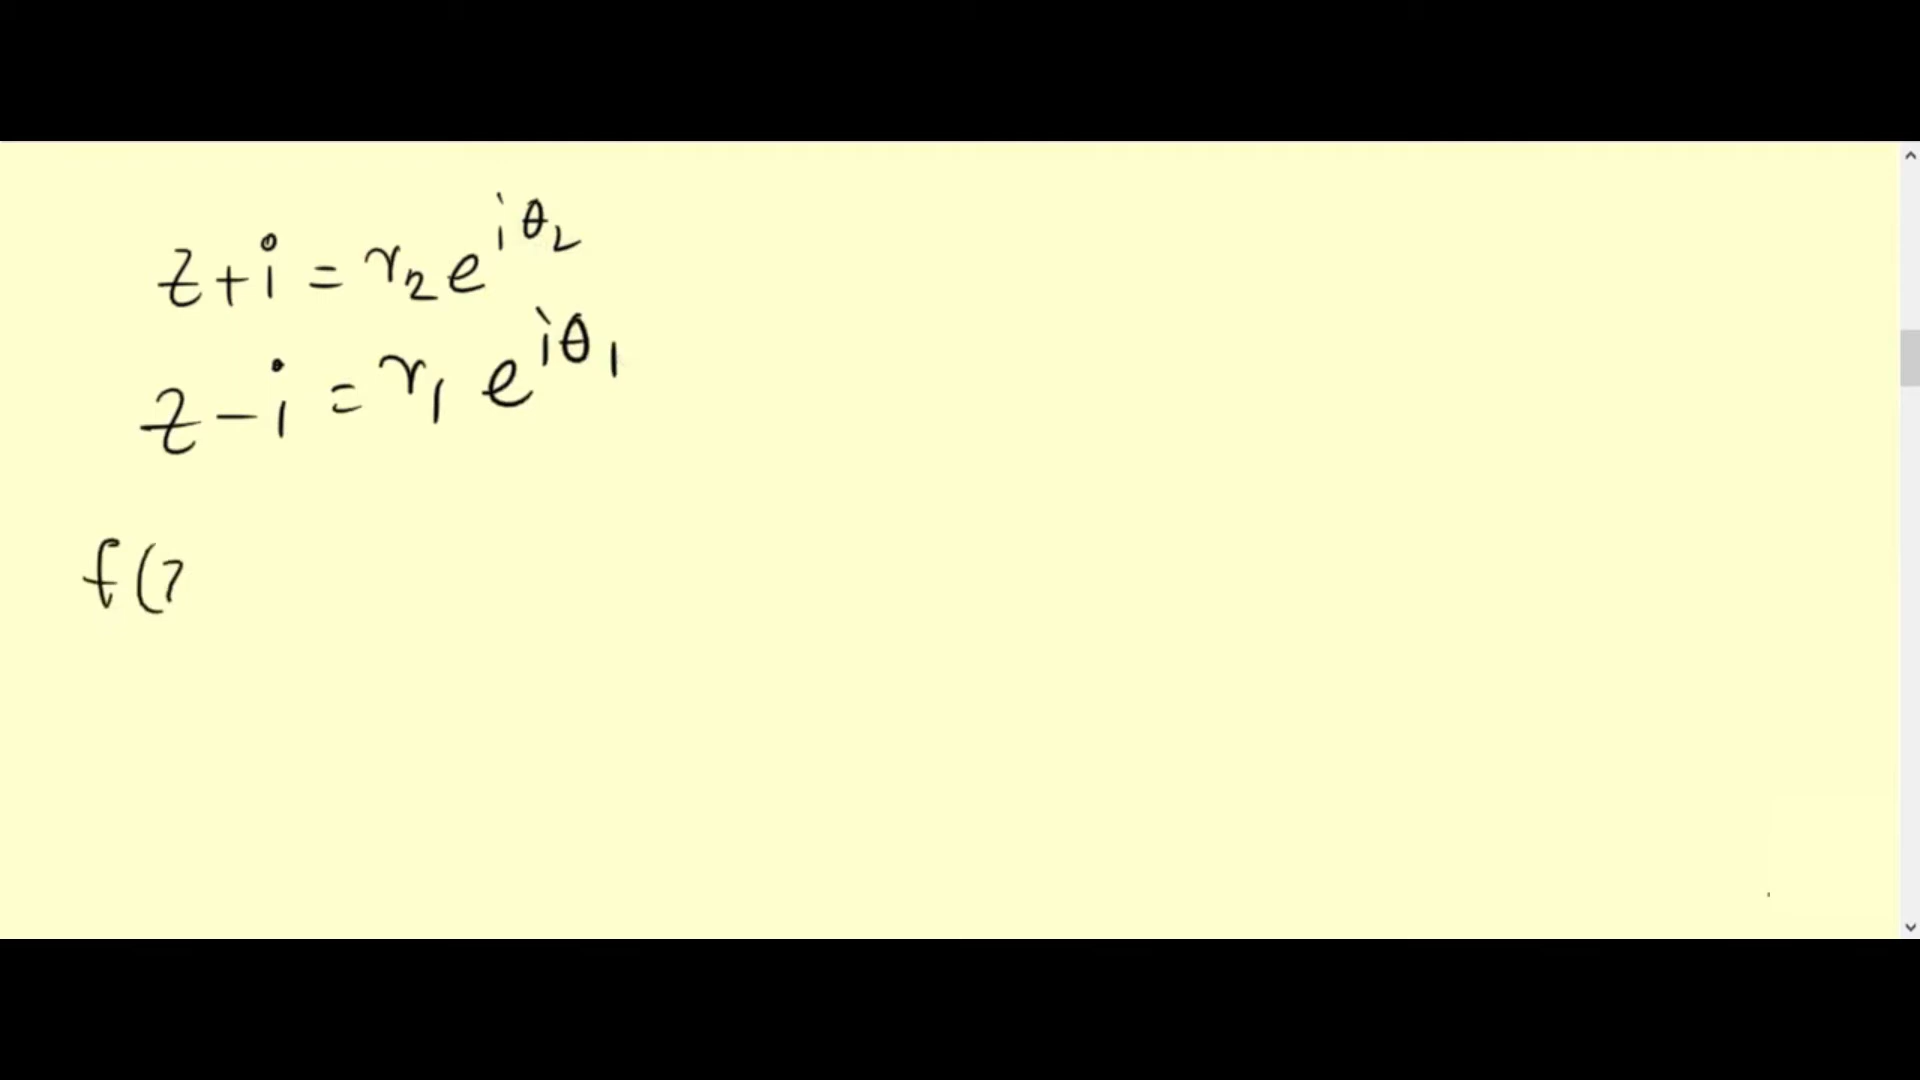 z+i = r₂e^{iθ₂}
z-i = r₁ e^{iθ₁}
f(